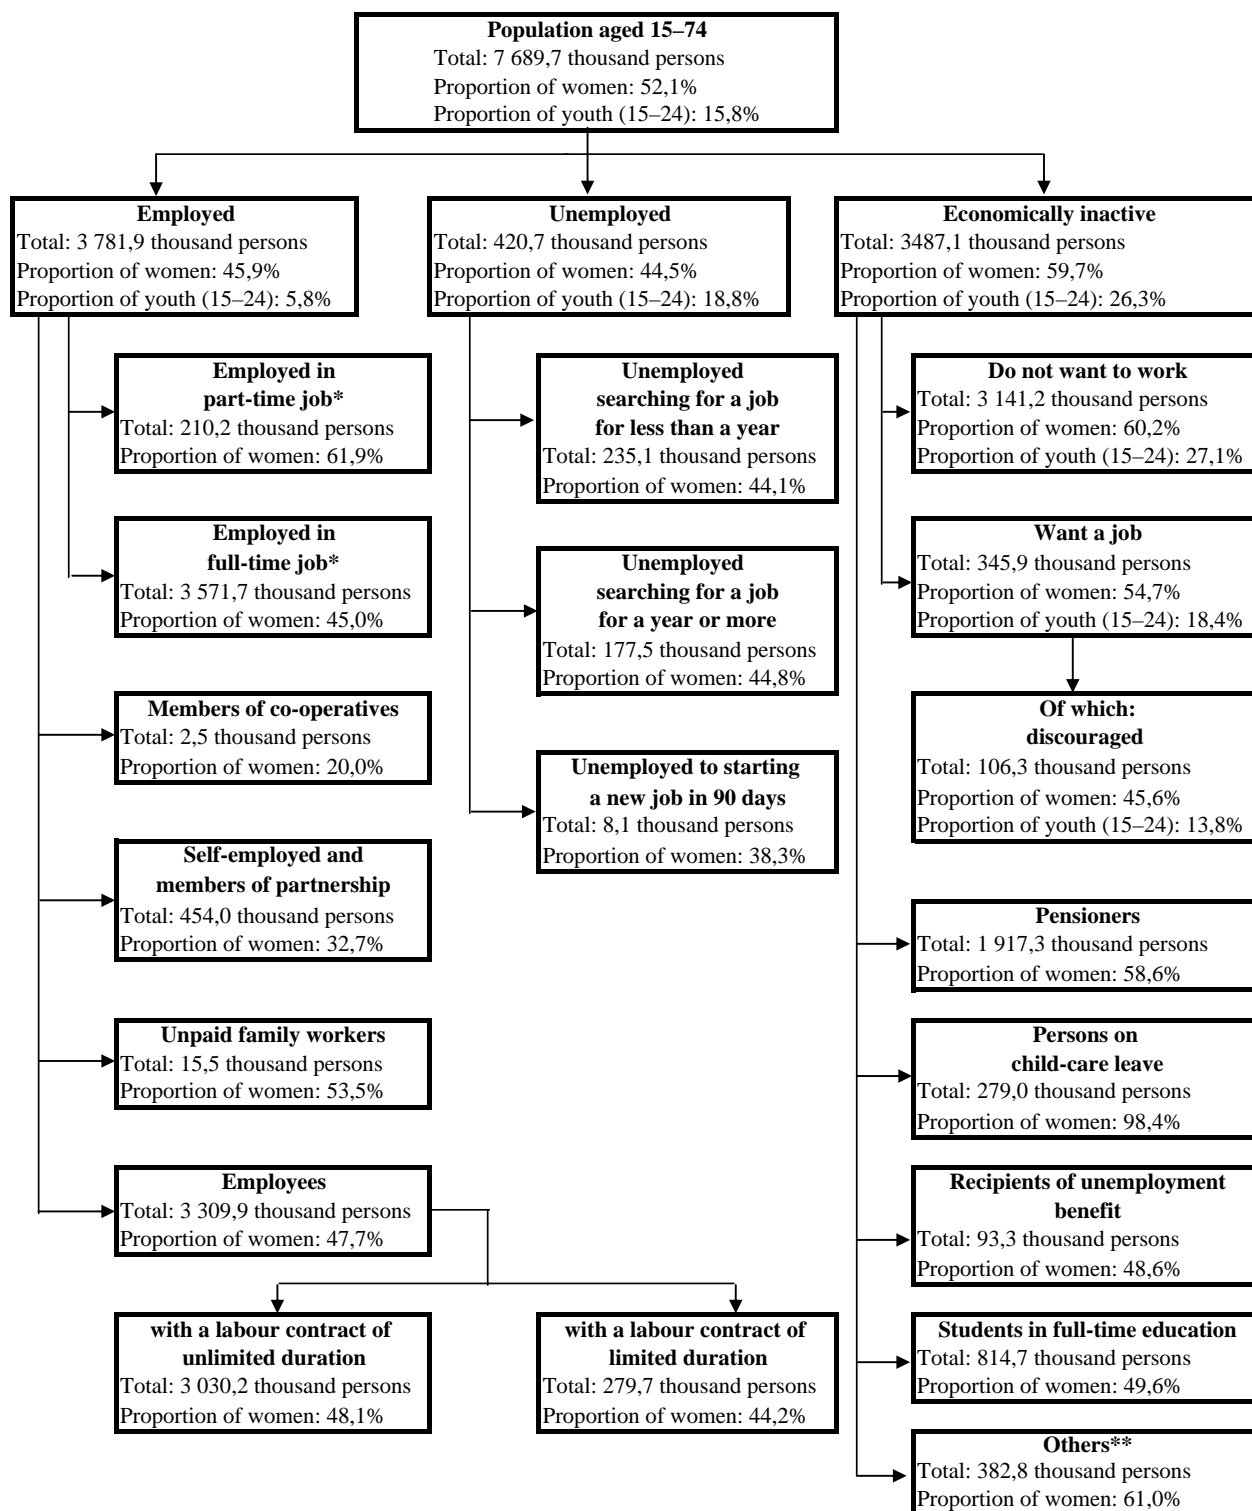 Population aged 15–74
Total: 7 689,7 thousand persons
Proportion of women: 52,1%
Proportion of youth (15–24): 15,8%
Employed
Total: 3 781,9 thousand persons
Proportion of women: 45,9%
Proportion of youth (15–24): 5,8%
Unemployed
Total: 420,7 thousand persons
Proportion of women: 44,5%
Proportion of youth (15–24): 18,8%
Economically inactive
Total: 3487,1 thousand persons
Proportion of women: 59,7%
Proportion of youth (15–24): 26,3%
Employed in
part-time job*
Total: 210,2 thousand persons
Proportion of women: 61,9%
Employed in
full-time job*
Total: 3 571,7 thousand persons
Proportion of women: 45,0%
Members of co-operatives
Total: 2,5 thousand persons
Proportion of women: 20,0%
Self-employed and
members of partnership
Total: 454,0 thousand persons
Proportion of women: 32,7%
Unpaid family workers
Total: 15,5 thousand persons
Proportion of women: 53,5%
Employees
Total: 3 309,9 thousand persons
Proportion of women: 47,7%
with a labour contract of
unlimited duration
Total: 3 030,2 thousand persons
Proportion of women: 48,1%
with a labour contract of
limited duration
Total: 279,7 thousand persons
Proportion of women: 44,2%
Unemployed
searching for a job
for less than a year
Total: 235,1 thousand persons
Proportion of women: 44,1%
Unemployed
searching for a job
for a year or more
Total: 177,5 thousand persons
Proportion of women: 44,8%
Unemployed to starting
a new job in 90 days
Total: 8,1 thousand persons
Proportion of women: 38,3%
Do not want to work
Total: 3 141,2 thousand persons
Proportion of women: 60,2%
Proportion of youth (15–24): 27,1%
Want a job
Total: 345,9 thousand persons
Proportion of women: 54,7%
Proportion of youth (15–24): 18,4%
Of which:
discouraged
Total: 106,3 thousand persons
Proportion of women: 45,6%
Proportion of youth (15–24): 13,8%
Pensioners
Total: 1 917,3 thousand persons
Proportion of women: 58,6%
Persons on
child-care leave
Total: 279,0 thousand persons
Proportion of women: 98,4%
Recipients of unemployment
benefit
Total: 93,3 thousand persons
Proportion of women: 48,6%
Students in full-time education
Total: 814,7 thousand persons
Proportion of women: 49,6%
Others**
Total: 382,8 thousand persons
Proportion of women: 61,0%